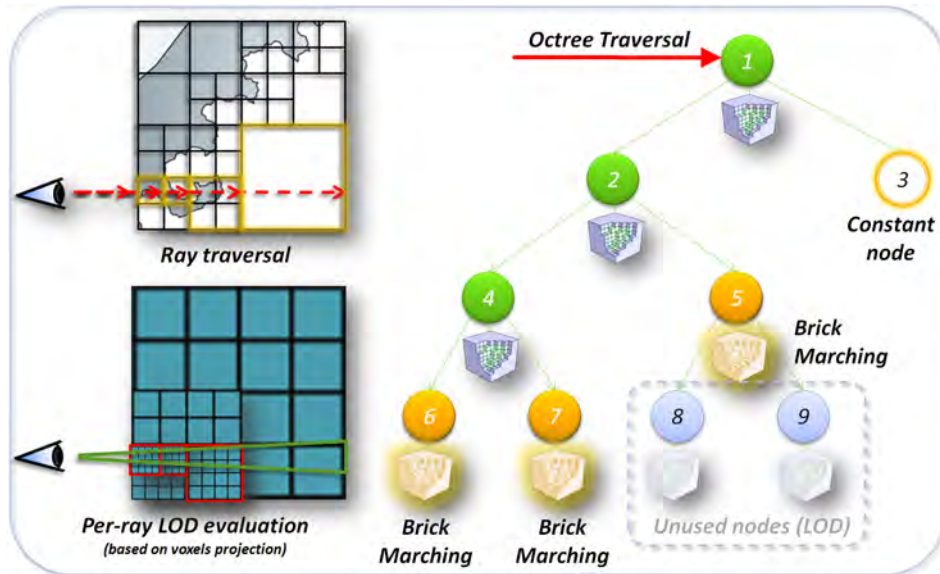 Octree Traversal
1
2
3
Constant
node
Ray traversal
4
5
Brick
Marching
6
7
8
9
Unused nodes (LOD)
Brick
Marching
Brick
Marching
Per-ray LOD evaluation
(based on voxels projection)